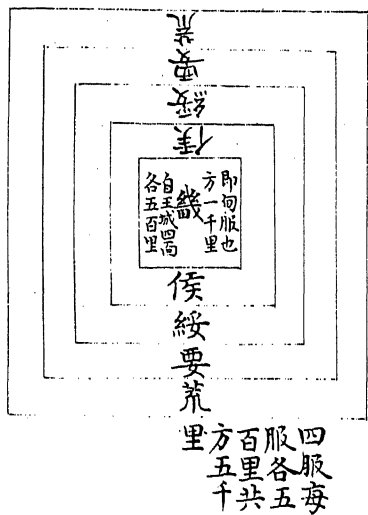 荒
要
綏
侯
即甸服也
方一千里
畿
自王城四面
各五百里
侯
綏
要
荒
四服每
服各五
百里共
方五千
里